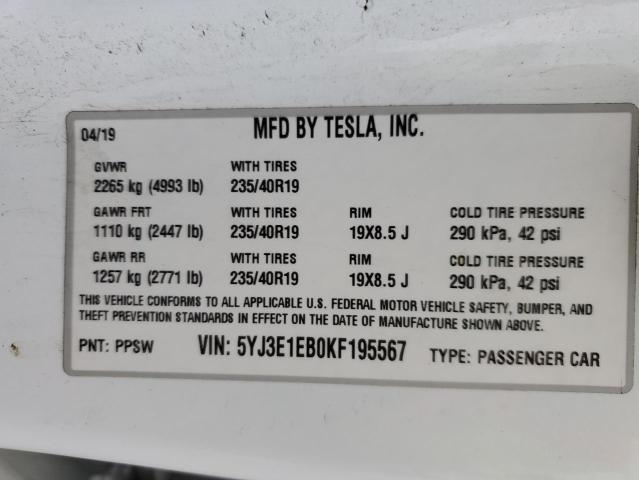 04/19 MFD BY TESLA, INC.
GVWR WITH TIRES
2265 kg (4993 lb) 235/40R19
GAWR FRT WITH TIRES RIM COLD TIRE PRESSURE
1110 kg (2447 lb) 235/40R19 19X8.5 J 290 kPa, 42 psi
GAWR RR WITH TIRES RIM COLD TIRE PRESSURE
1257 kg (2771 lb) 235/40R19 19X8.5 J 290 kPa, 42 psi
THIS VEHICLE CONFORMS TO ALL APPLICABLE U.S. FEDERAL MOTOR VEHICLE SAFETY, BUMPER, AND
THEFT PREVENTION STANDARDS IN EFFECT ON THE DATE OF MANUFACTURE SHOWN ABOVE.
PNT: PPSW VIN: 5YJ3E1EB0KF195567 TYPE: PASSENGER CAR